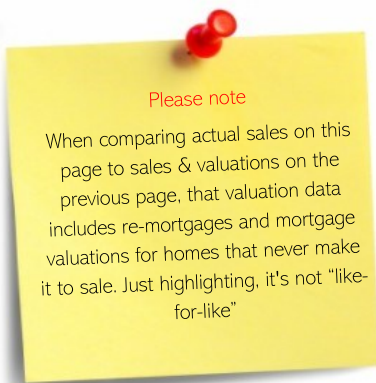 Please note
When comparing actual sales on this
page to sales & valuations on the
previous page, that valuation data
includes re-mortgages and mortgage
valuations for homes that never make
it to sale. Just highlighting, it's not “like-
for-like”